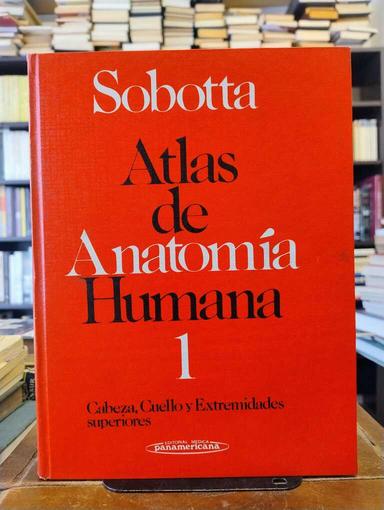 Sobotta
Atlas
de
Anatomía
Humana
1
Cabeza, Cuello y Extremidades
superiores
EDITORIAL MEDICA
panamericana